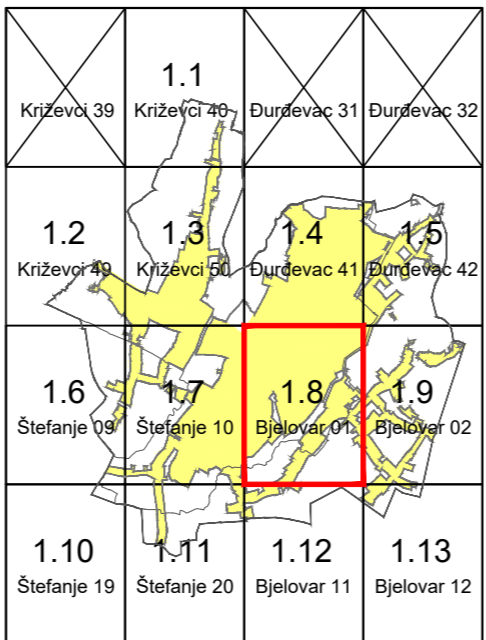 1.1
Križevci 39
Križevci 40
Đurđevac 31
Đurđevac 32
1.2
1.3
1.4
1.5
Križevci 49
Križevci 50
Đurđevac 41
Đurđevac 42
1.6
1.7
1.8
1.9
Štefanje 09
Štefanje 10
Bjelovar 01
Bjelovar 02
1.10
1.11
1.12
1.13
Štefanje 19
Štefanje 20
Bjelovar 11
Bjelovar 12